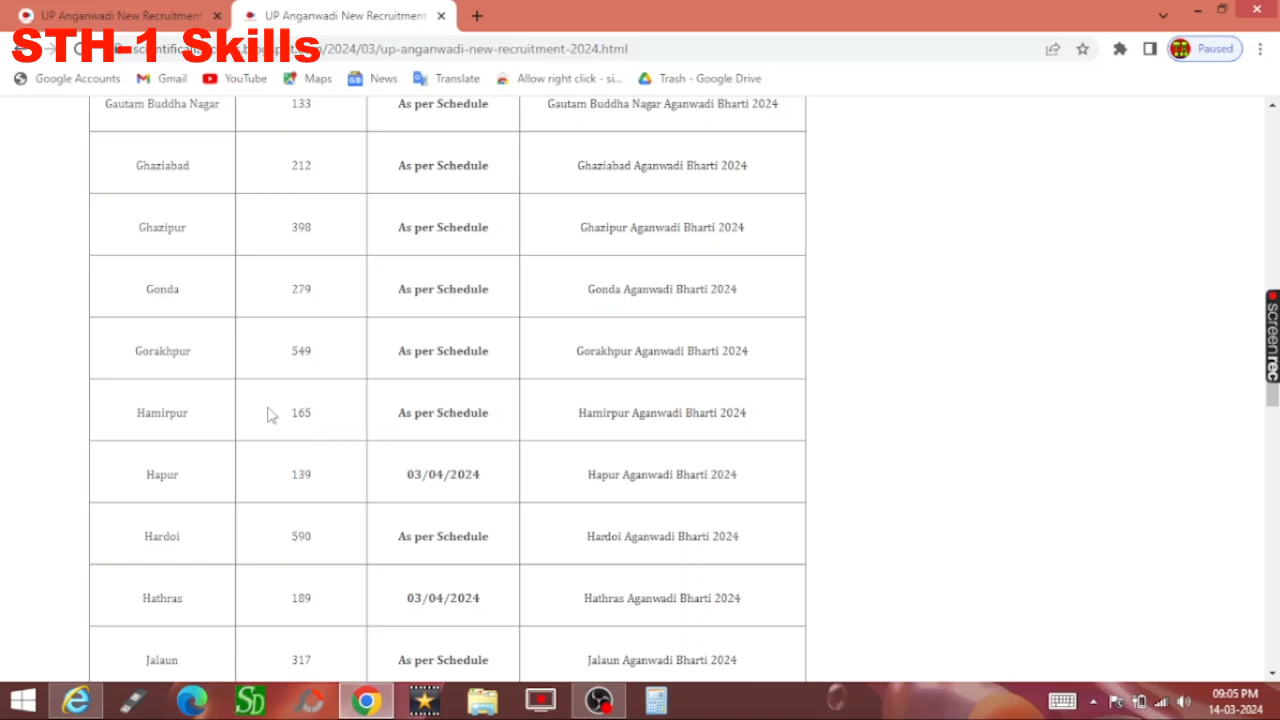 UP Anganwadi New Recruitment
UP Anganwadi New Recruitment
STH-1 Skills
/2024/03/up-anganwadi-new-recruitment-2024.html
Paused
Google Accounts
Gmail
YouTube
Maps
News
Translate
Allow right click - si...
Trash - Google Drive
Gautam Buddha Nagar 133 As per Schedule Gautam Buddha Nagar Aganwadi Bharti 2024
Ghaziabad 212 As per Schedule Ghaziabad Aganwadi Bharti 2024
Ghazipur 398 As per Schedule Ghazipur Aganwadi Bharti 2024
Gonda 279 As per Schedule Gonda Aganwadi Bharti 2024
Gorakhpur 549 As per Schedule Gorakhpur Aganwadi Bharti 2024
Hamirpur 165 As per Schedule Hamirpur Aganwadi Bharti 2024
Hapur 139 03/04/2024 Hapur Aganwadi Bharti 2024
Hardoi 590 As per Schedule Hardoi Aganwadi Bharti 2024
Hathras 189 03/04/2024 Hathras Aganwadi Bharti 2024
Jalaun 317 As per Schedule Jalaun Aganwadi Bharti 2024
screenrec
09:05 PM
14-03-2024